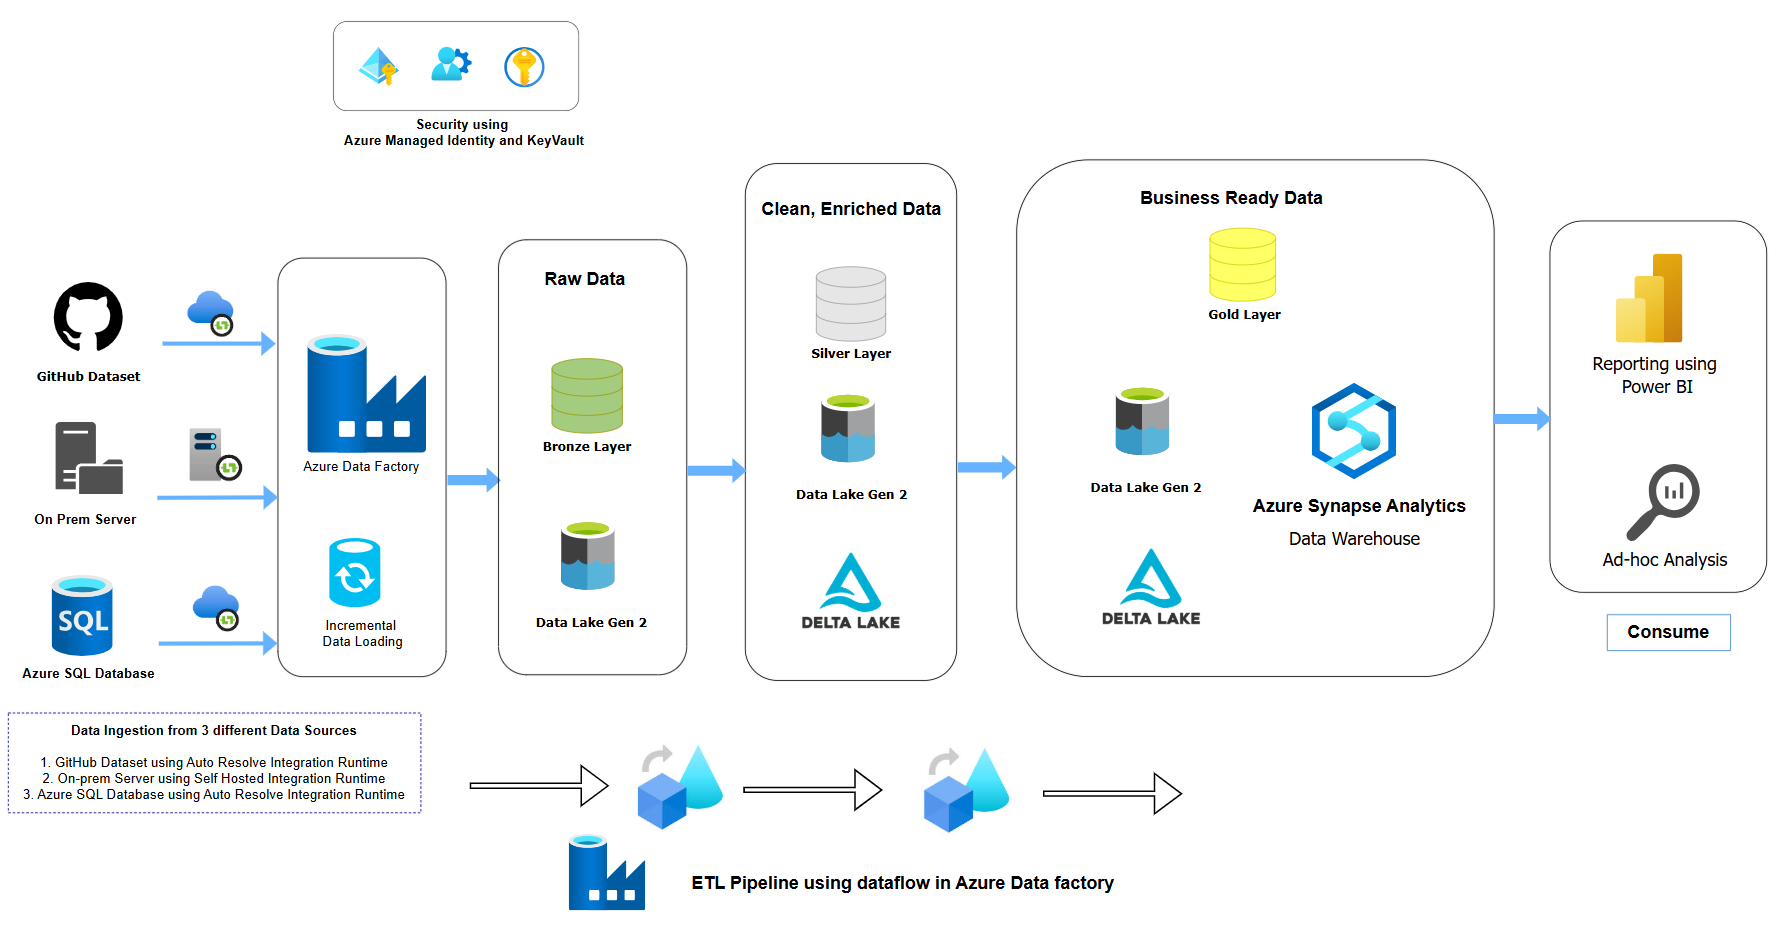 Security using
Azure Managed Identity and KeyVault
GitHub Dataset
On Prem Server
SQL
Azure SQL Database
Azure Data Factory
Incremental
Data Loading
Raw Data
Bronze Layer
Data Lake Gen 2
Clean, Enriched Data
Silver Layer
Data Lake Gen 2
DELTA LAKE
Business Ready Data
Gold Layer
Data Lake Gen 2
DELTA LAKE
Azure Synapse Analytics
Data Warehouse
Reporting using
Power BI
Ad-hoc Analysis
Consume
Data Ingestion from 3 different Data Sources
1. GitHub Dataset using Auto Resolve Integration Runtime
2. On-prem Server using Self Hosted Integration Runtime
3. Azure SQL Database using Auto Resolve Integration Runtime
ETL Pipeline using dataflow in Azure Data factory